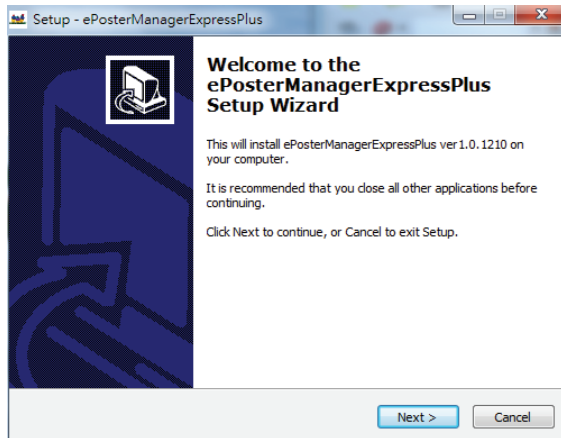 Setup - ePosterManagerExpressPlus
Welcome to the
ePosterManagerExpressPlus
Setup Wizard
This will install ePosterManagerExpressPlus ver1.0.1210 on
your computer.
It is recommended that you close all other applications before
continuing.
Click Next to continue, or Cancel to exit Setup.
Next >
Cancel